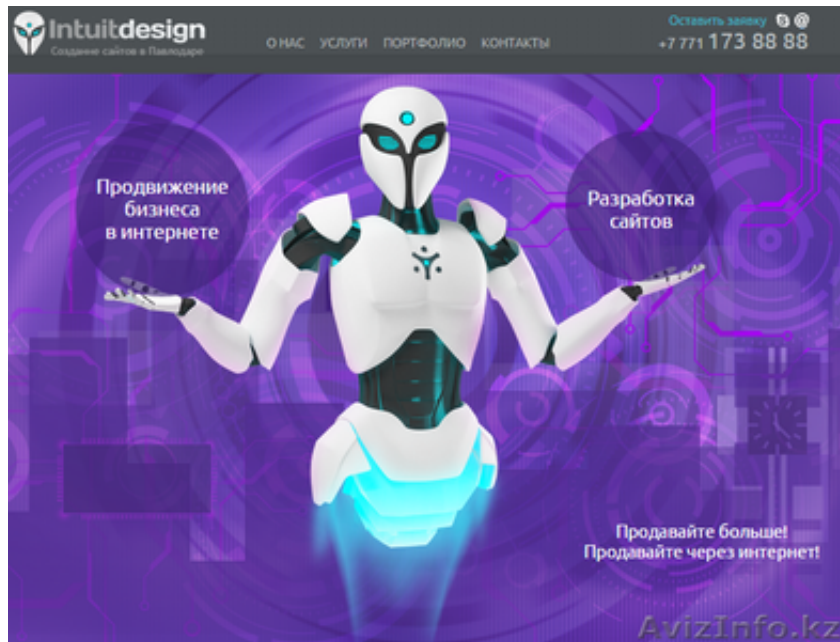 Intuitdesign
Создание сайтов в Павлодаре
О НАС УСЛУГИ ПОРТФОЛИО КОНТАКТЫ
Оставить заявку
+7 771 173 88 88
Продвижение
бизнеса
в интернете
Разработка
сайтов
Продавайте больше!
Продавайте через интернет!
AvizInfo.kz